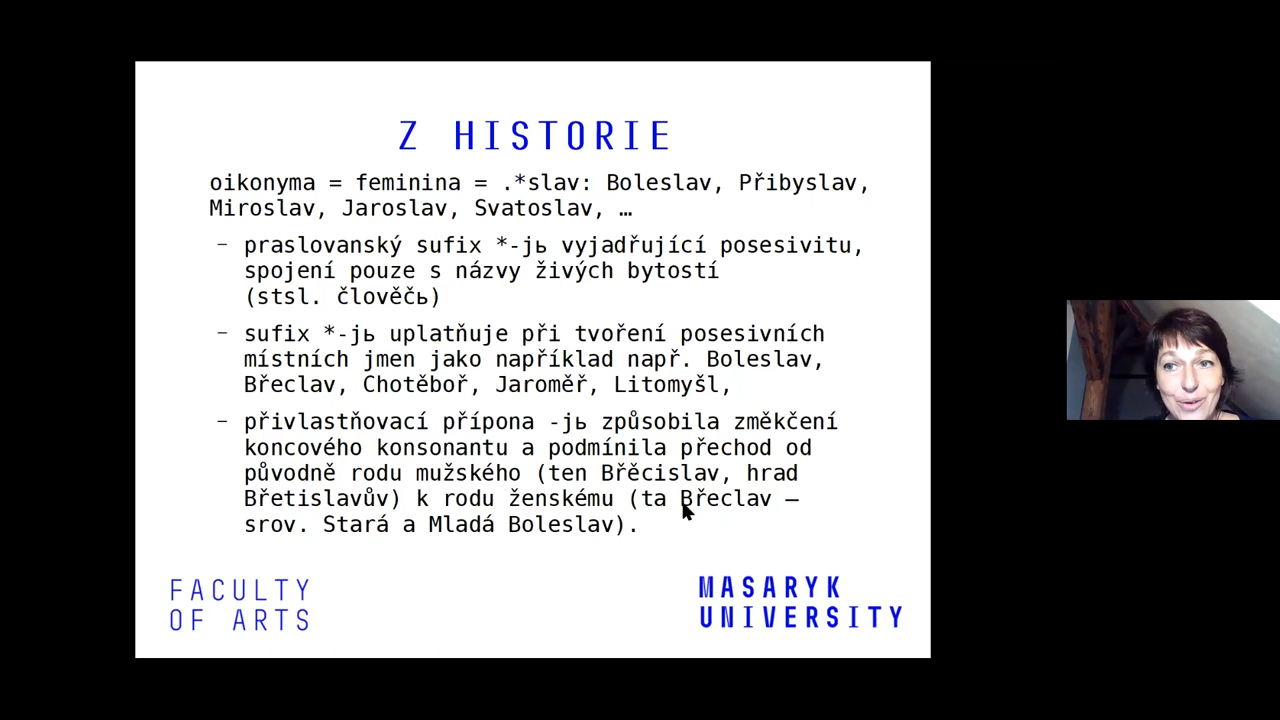 Z HISTORIE
oikonyma = feminina = .*slav: Boleslav, Přibyslav,
Miroslav, Jaroslav, Svatoslav, …
– praslovanský sufix *-jь vyjadřující posesivitu,
spojení pouze s názvy živých bytostí
(stsl. člověčь)
– sufix *-jь uplatňuje při tvoření posesivních
místních jmen jako například např. Boleslav,
Břeclav, Chotěboř, Jaroměř, Litomyšl,
– přivlastňovací přípona -jь způsobila změkčení
koncového konsonantu a podmínila přechod od
původně rodu mužského (ten Břěcislav, hrad
Břetislavův) k rodu ženskému (ta Břeclav –
srov. Stará a Mladá Boleslav).
FACULTY
OF ARTS
MASARYK
UNIVERSITY